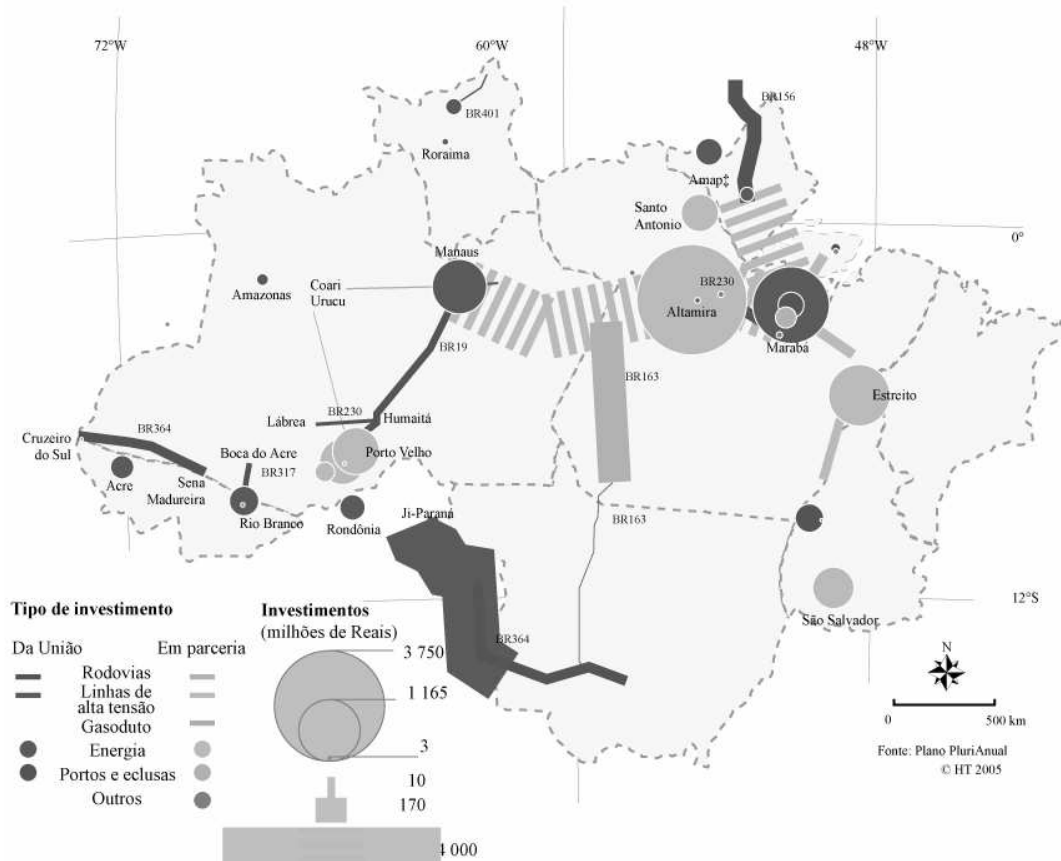 72°W
60°W
48°W
BR156
BR401
Roraima
Amap‡
Santo
Antonio
0°
Manaus
Coari
Urucu
BR230
Amazonas
Altamira
Marabá
BR19
BR163
Estreito
BR230
Lábrea
Humaitá
BR364
Cruzeiro
do Sul
Boca do Acre
Porto Velho
BR317
Acre
Sena
Madureira
Rio Branco
Rondônia
Ji-Paraná
BR163
12°S
São Salvador
BR364
Tipo de investimento
Da União
Em parceria
Rodovias
Linhas de
alta tensão
Gasoduto
Energia
Portos e eclusas
Outros
Investimentos
(milhões de Reais)
3 750
1 165
3
10
170
4 000
N
0
500 km
Fonte: Plano PluriAnual
© HT 2005